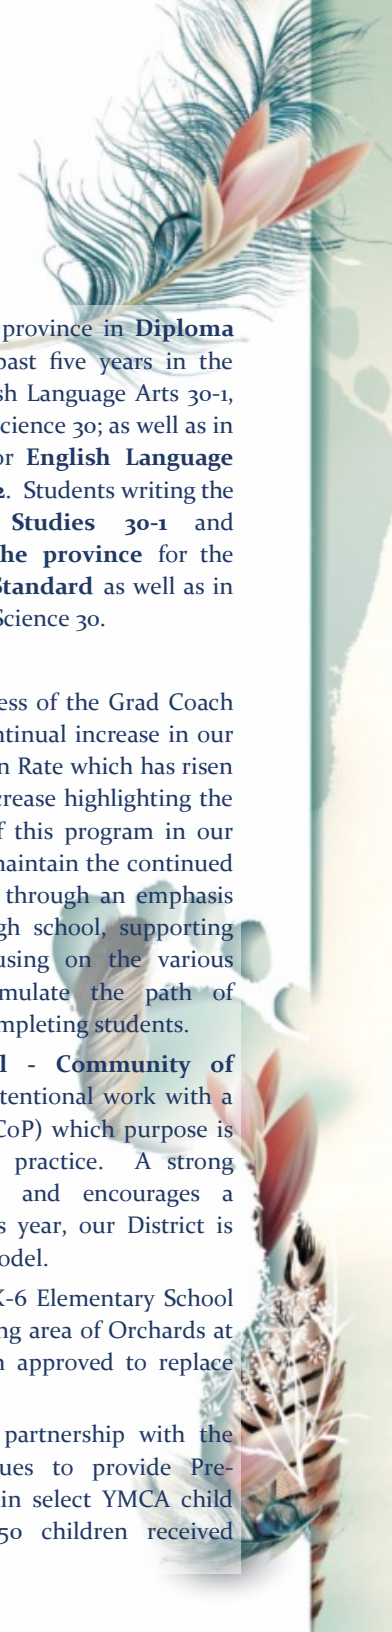 province in Diploma
past five years in the
sh Language Arts 30-1,
cience 30; as well as in
or English Language
2. Students writing the
Studies 30-1 and
he province for the
Standard as well as in
Science 30.
ess of the Grad Coach
ntinual increase in our
n Rate which has risen
crease highlighting the
f this program in our
maintain the continued
through an emphasis
gh school, supporting
using on the various
mulate the path of
mpleting students.
l - Community of
tentional work with a
CoP) which purpose is
practice. A strong
and encourages a
s year, our District is
odel.
K-6 Elementary School
ng area of Orchards at
n approved to replace
partnership with the
ues to provide Pre-
in select YMCA child
50 children received